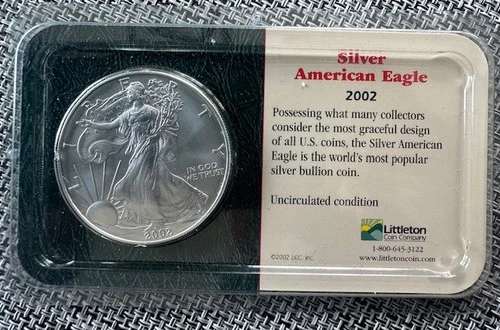 LIBERTY
IN GOD
WE TRUST
2002
Silver
American Eagle
2002
Possessing what many collectors
consider the most graceful design
of all U.S. coins, the Silver American
Eagle is the world's most popular
silver bullion coin.
Uncirculated condition
Littleton
Coin Company
1-800-645-3122
©2002 LCC, Inc.
www.littletoncoin.com